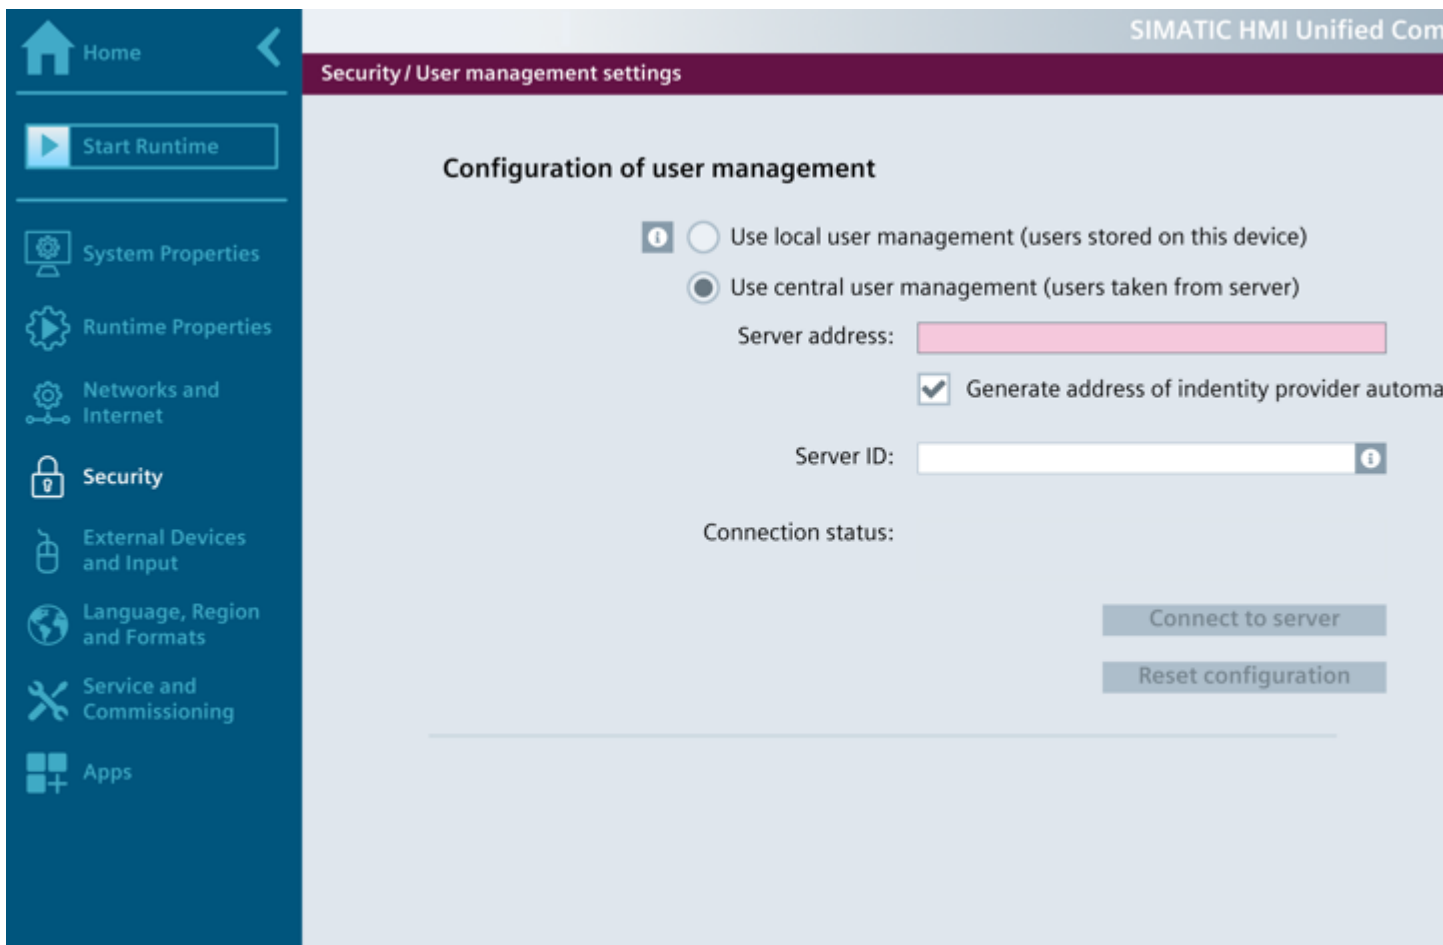 Home
SIMATIC HMI Unified Com
Security / User management settings
Start Runtime
Configuration of user management
Use local user management (users stored on this device)
System Properties
Use central user management (users taken from server)
Runtime Properties
Server address:
Networks and
Internet
Generate address of indentity provider automa
Security
Server ID:
External Devices
and Input
Connection status:
Language, Region
and Formats
Connect to server
Service and
Commissioning
Reset configuration
Apps